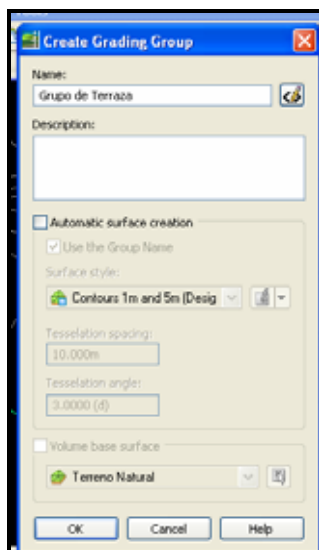 Create Grading Group
Name:
Grupo de Terraza
Description:
Automatic surface creation
Use the Group Name
Surface style:
Contours 1m and 5m (Desig
Tesselation spacing:
10.000m
Tesselation angle:
3.0000 (d)
Volume base surface
Terreno Natural
OK Cancel Help